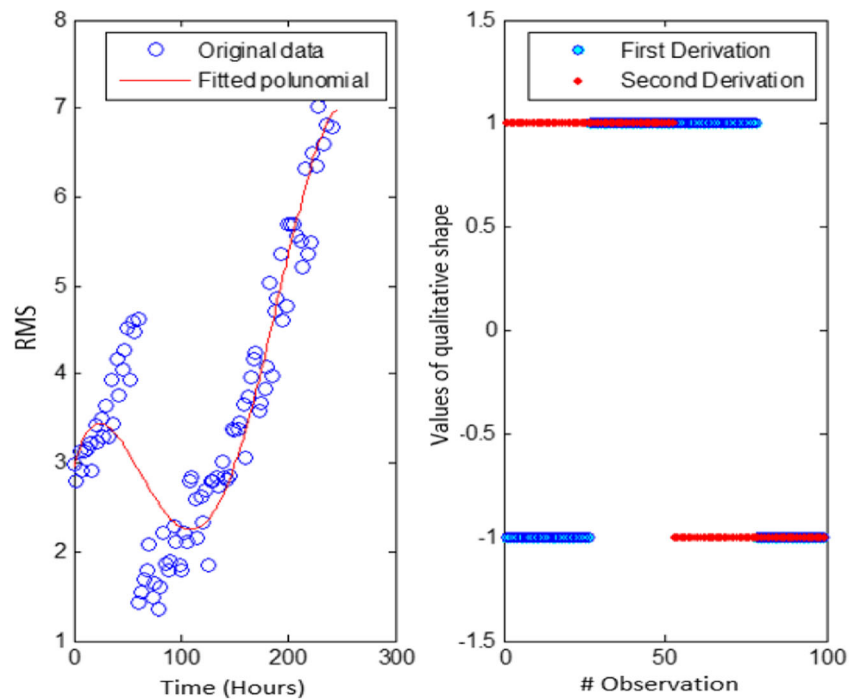 8
7
6
5
4
3
2
1
RMS
Original data
Fitted polunomial
0
100
200
300
Time (Hours)
1.5
1
0.5
0
-0.5
-1
-1.5
Values of qualitative shape
First Derivation
Second Derivation
0
50
100
# Observation